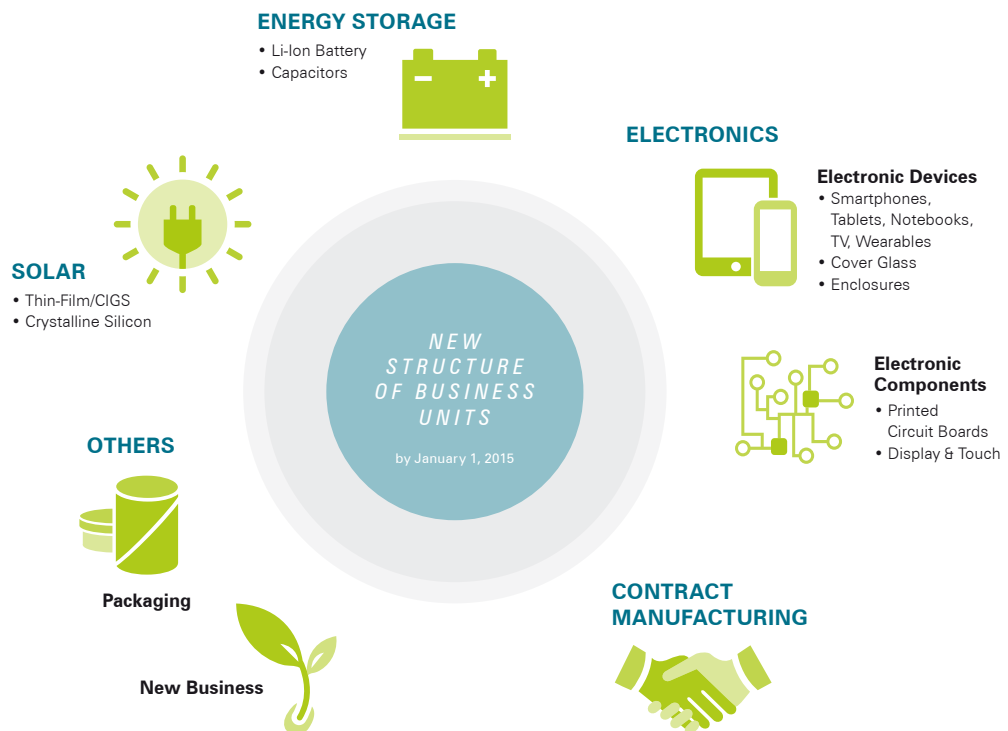 ENERGY STORAGE
• Li-Ion Battery
• Capacitors
ELECTRONICS
Electronic Devices
• Smartphones,
Tablets, Notebooks,
TV, Wearables
• Cover Glass
• Enclosures
SOLAR
• Thin-Film/CIGS
• Crystalline Silicon
NEW
STRUCTURE
OF BUSINESS
UNITS
by January 1, 2015
Electronic
Components
• Printed
Circuit Boards
• Display & Touch
OTHERS
Packaging
New Business
CONTRACT
MANUFACTURING